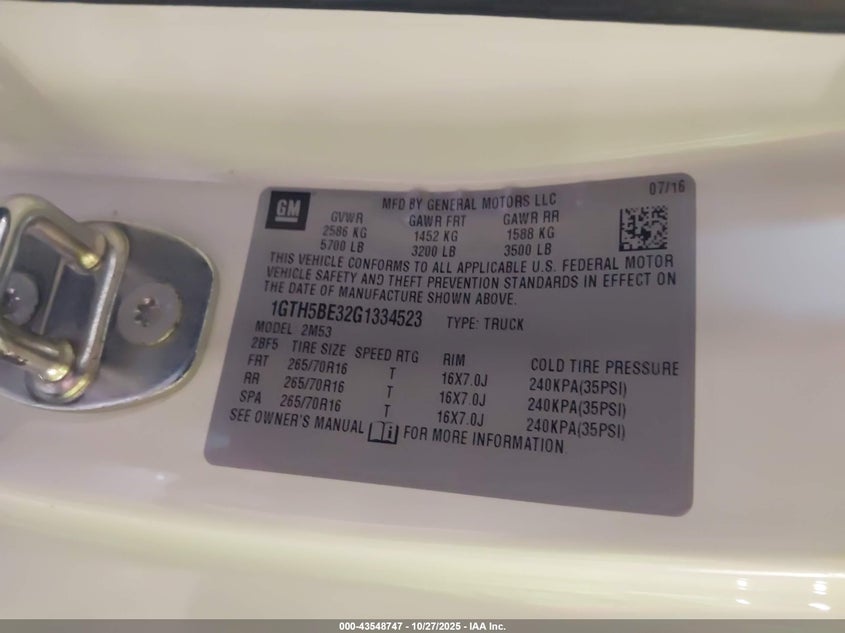 GM
MFD BY GENERAL MOTORS LLC
07/16
GVWR GAWR FRT GAWR RR
2586 KG 1452 KG 1588 KG
5700 LB 3200 LB 3500 LB
THIS VEHICLE CONFORMS TO ALL APPLICABLE U.S. FEDERAL MOTOR
VEHICLE SAFETY AND THEFT PREVENTION STANDARDS IN EFFECT ON
THE DATE OF MANUFACTURE SHOWN ABOVE.
1GTH5BE32G1334523 TYPE: TRUCK
MODEL 2M53
2BF5 TIRE SIZE SPEED RTG RIM COLD TIRE PRESSURE
FRT 265/70R16 T 16X7.0J 240KPA(35PSI)
RR 265/70R16 T 16X7.0J 240KPA(35PSI)
SPA 265/70R16 T 16X7.0J 240KPA(35PSI)
SEE OWNER'S MANUAL FOR MORE INFORMATION
000-43548747 - 10/27/2025 - IAA Inc.